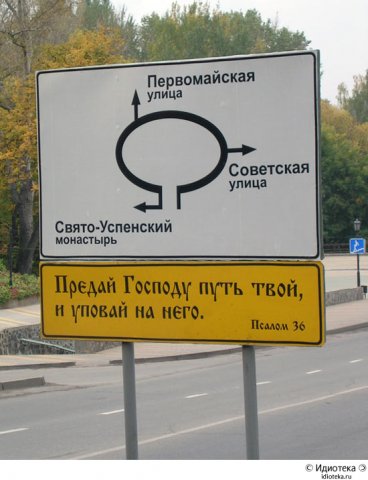 Первомайская
улица
Советская
улица
Свято-Успенский
монастырь
Предай Господу путь твой,
и уповай на него.
Псалом 36
© Идиотека
idioteka.ru